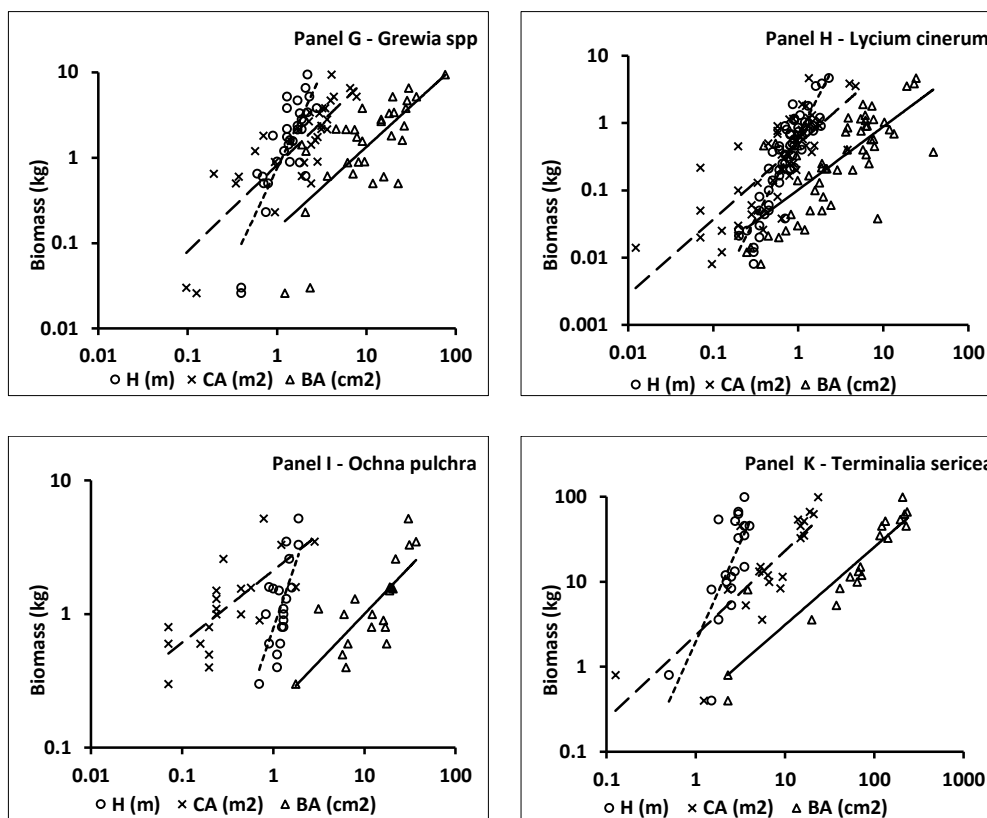 Panel G - Grewia spp
10
1
0.1
0.01
Biomass (kg)
0.01 0.1 1 10 100
H (m) CA (m2) BA (cm2)
Panel H - Lycium cinerum
10
1
0.1
0.01
0.001
Biomass (kg)
0.01 0.1 1 10 100
H (m) CA (m2) BA (cm2)
Panel I - Ochna pulchra
10
1
0.1
Biomass (kg)
0.01 0.1 1 10 100
H (m) CA (m2) BA (cm2)
Panel K - Terminalia sericea
100
10
1
0.1
Biomass (kg)
0.1 1 10 100 1000
H (m) CA (m2) BA (cm2)